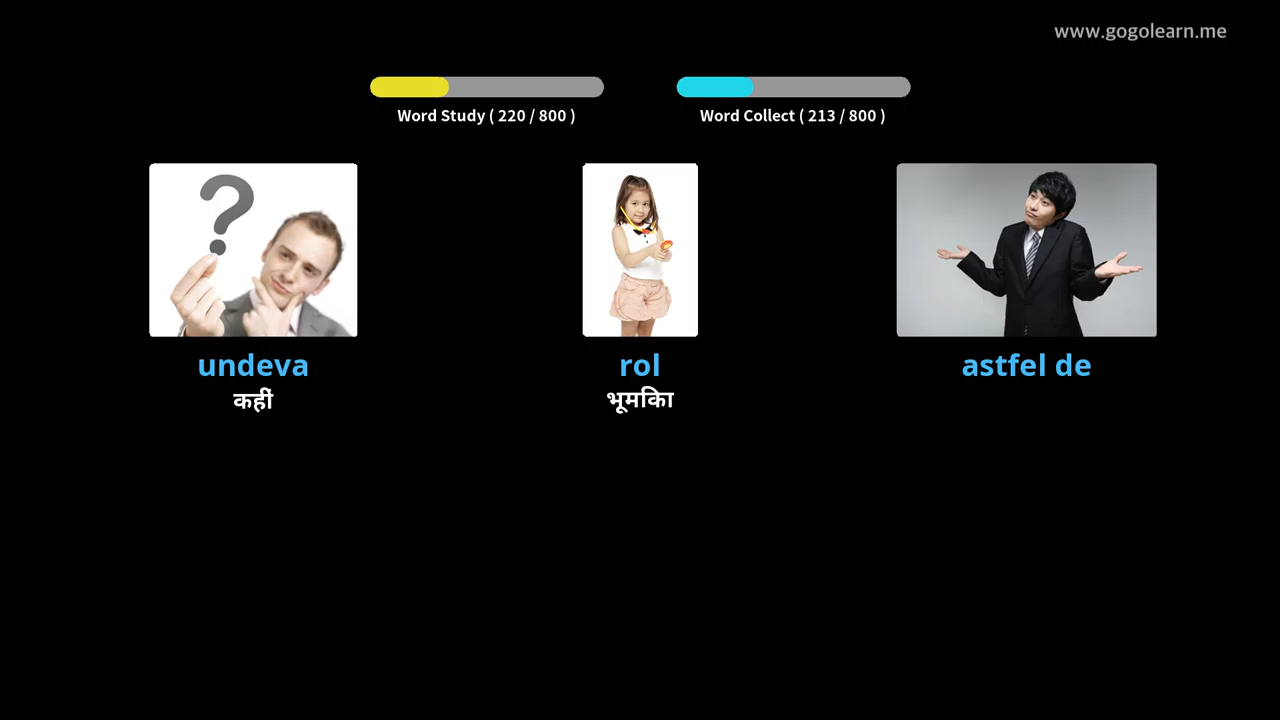 www.gogolearn.me
Word Study ( 220 / 800 )
Word Collect ( 213 / 800 )
?
undeva
rol
astfel de
कहीं
भूमिका